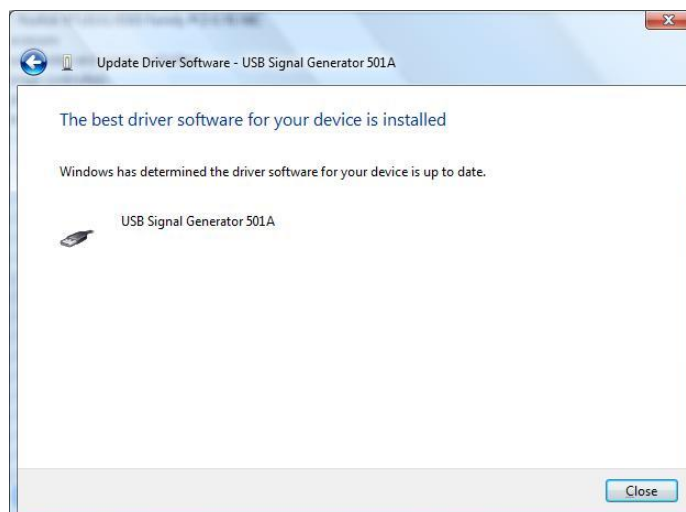 Update Driver Software - USB Signal Generator 501A
The best driver software for your device is installed
Windows has determined the driver software for your device is up to date.
USB Signal Generator 501A
Close